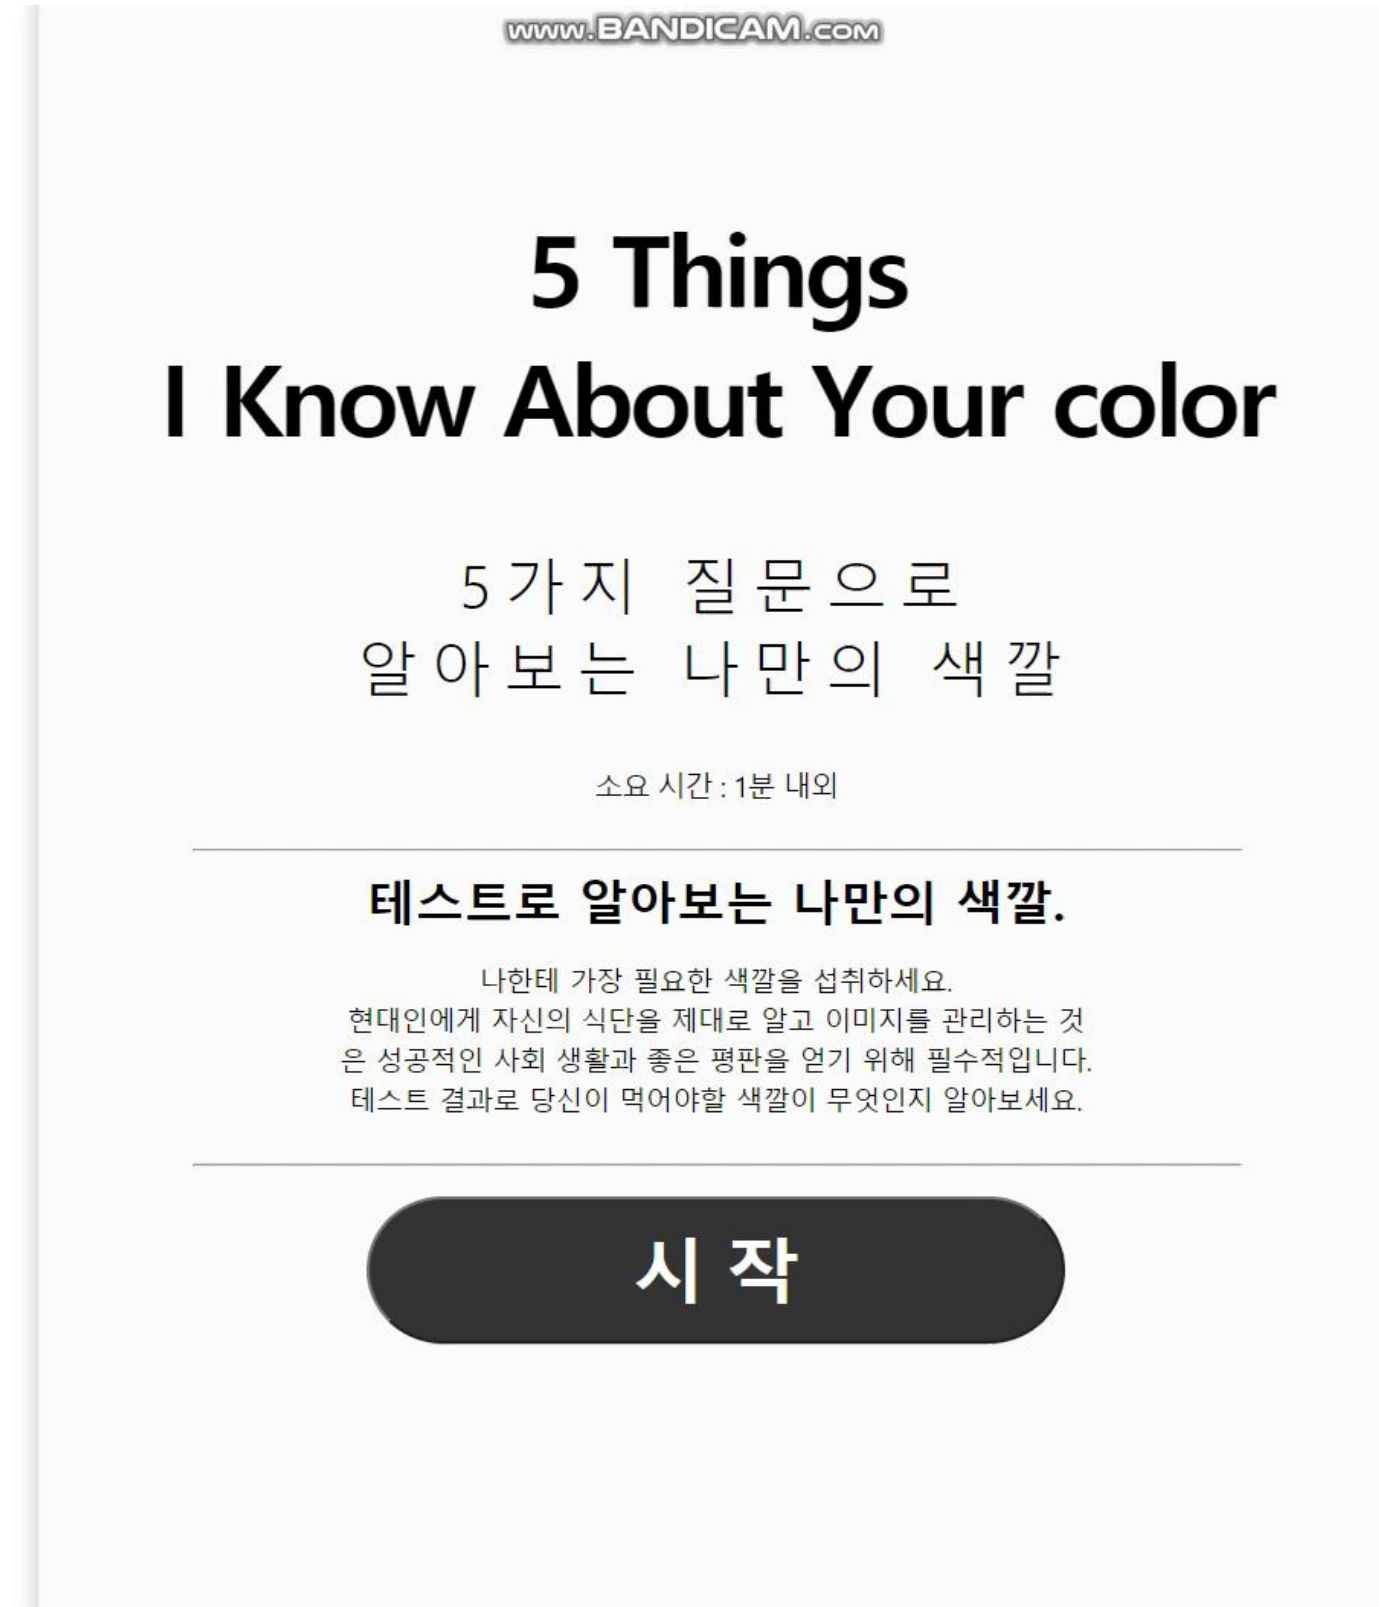 www.BANDICAM.COM
5 Things
I Know About Your color
5가지 질문으로
알아보는 나만의 색깔
소요 시간 : 1분 내외
테스트로 알아보는 나만의 색깔.
나한테 가장 필요한 색깔을 섭취하세요.
현대인에게 자신의 식단을 제대로 알고 이미지를 관리하는 것
은 성공적인 사회 생활과 좋은 평판을 얻기 위해 필수적입니다.
테스트 결과로 당신이 먹어야할 색깔이 무엇인지 알아보세요.
시작